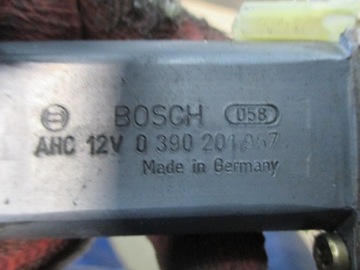 BOSCH 058
AHC 12V 0 390 201
Made in Germany